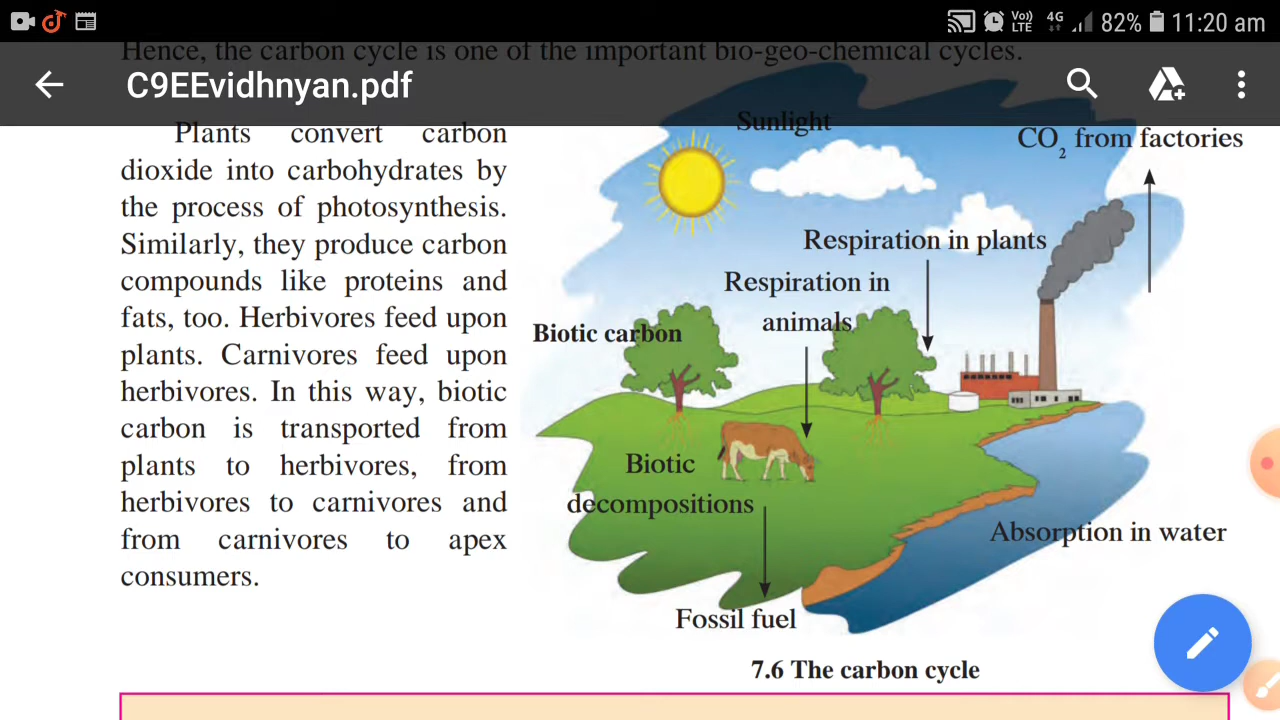 Vo))
LTE
4G
82%
11:20 am
Hence, the carbon cycle is one of the important bio-geo-chemical cycles.
C9EEvidhnyan.pdf
Plants convert carbon
dioxide into carbohydrates by
the process of photosynthesis.
Similarly, they produce carbon
compounds like proteins and
fats, too. Herbivores feed upon
plants. Carnivores feed upon
herbivores. In this way, biotic
carbon is transported from
plants to herbivores, from
herbivores to carnivores and
from carnivores to apex
consumers.
Sunlight
CO₂ from factories
Respiration in plants
Respiration in
animals
Biotic carbon
Biotic
decompositions
Absorption in water
Fossil fuel
7.6 The carbon cycle